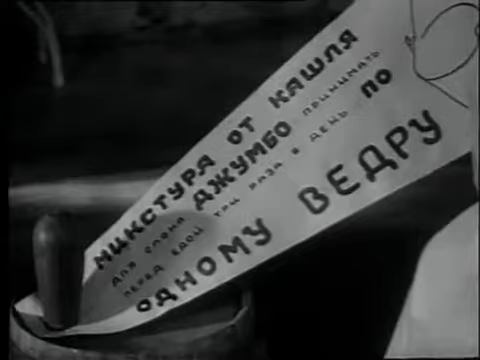 МИКСТУРА ОТ КАШЛЯ
ДЛЯ СЛОНА ДЖУМБО ПРИНИМАТЬ
ПЕРЕД ЕДОЙ ТРИ РАЗА В ДЕНЬ ПО
ОДНОМУ ВЕДРУ